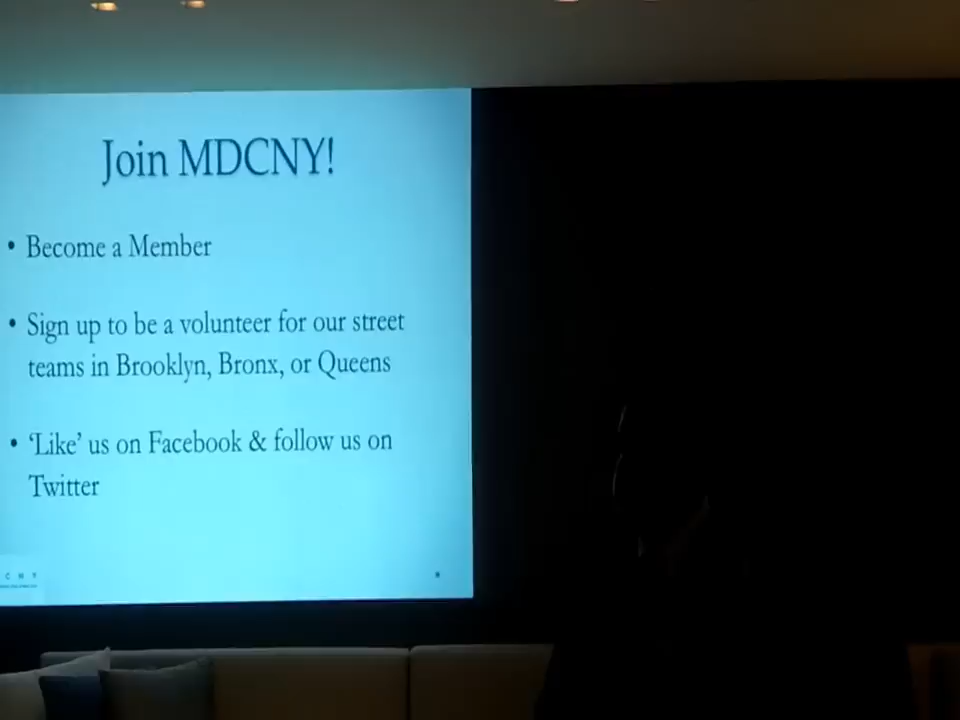 Join MDCNY!
• Become a Member
• Sign up to be a volunteer for our street
teams in Brooklyn, Bronx, or Queens
• ‘Like’ us on Facebook & follow us on
Twitter
C N Y